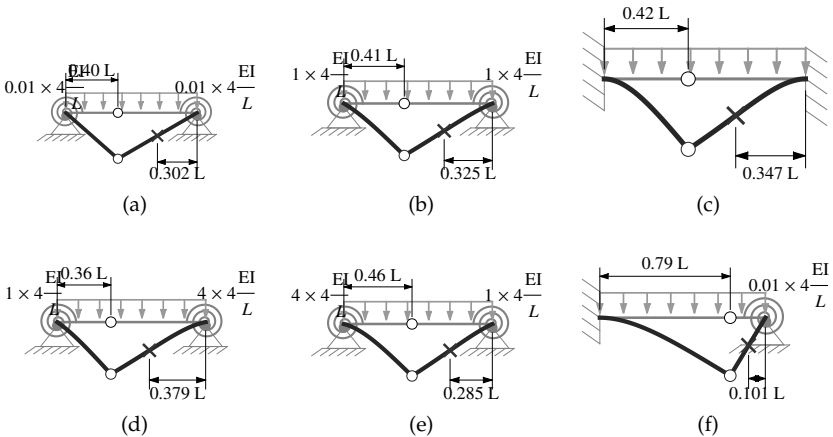 0.01 × 4 EI/L 0.40 L 0.01 × 4 EI/L
0.302 L
(a)
1 × 4 EI/L 0.41 L 1 × 4 EI/L
0.325 L
(b)
0.42 L
0.347 L
(c)
1 × 4 EI/L 0.36 L 4 × 4 EI/L
0.379 L
(d)
4 × 4 EI/L 0.46 L 1 × 4 EI/L
0.285 L
(e)
0.79 L 0.01 × 4 EI/L
0.101 L
(f)